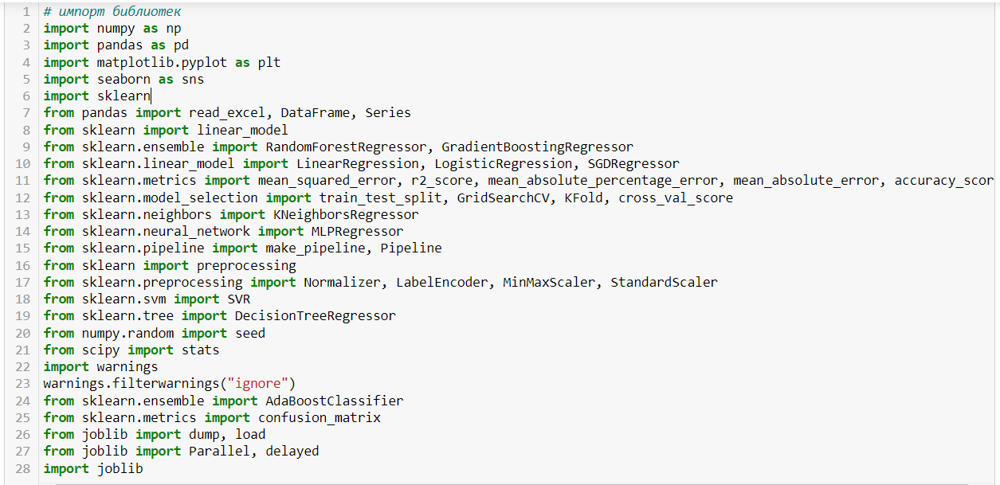 1 # импорт библиотек
2 import numpy as np
3 import pandas as pd
4 import matplotlib.pyplot as plt
5 import seaborn as sns
6 import sklearn
7 from pandas import read_excel, DataFrame, Series
8 from sklearn import linear_model
9 from sklearn.ensemble import RandomForestRegressor, GradientBoostingRegressor
10 from sklearn.linear_model import LinearRegression, LogisticRegression, SGDRegressor
11 from sklearn.metrics import mean_squared_error, r2_score, mean_absolute_percentage_error, mean_absolute_error, accuracy_scor
12 from sklearn.model_selection import train_test_split, GridSearchCV, KFold, cross_val_score
13 from sklearn.neighbors import KNeighborsRegressor
14 from sklearn.neural_network import MLPRegressor
15 from sklearn.pipeline import make_pipeline, Pipeline
16 from sklearn import preprocessing
17 from sklearn.preprocessing import Normalizer, LabelEncoder, MinMaxScaler, StandardScaler
18 from sklearn.svm import SVR
19 from sklearn.tree import DecisionTreeRegressor
20 from numpy.random import seed
21 from scipy import stats
22 import warnings
23 warnings.filterwarnings("ignore")
24 from sklearn.ensemble import AdaBoostClassifier
25 from sklearn.metrics import confusion_matrix
26 from joblib import dump, load
27 from joblib import Parallel, delayed
28 import joblib